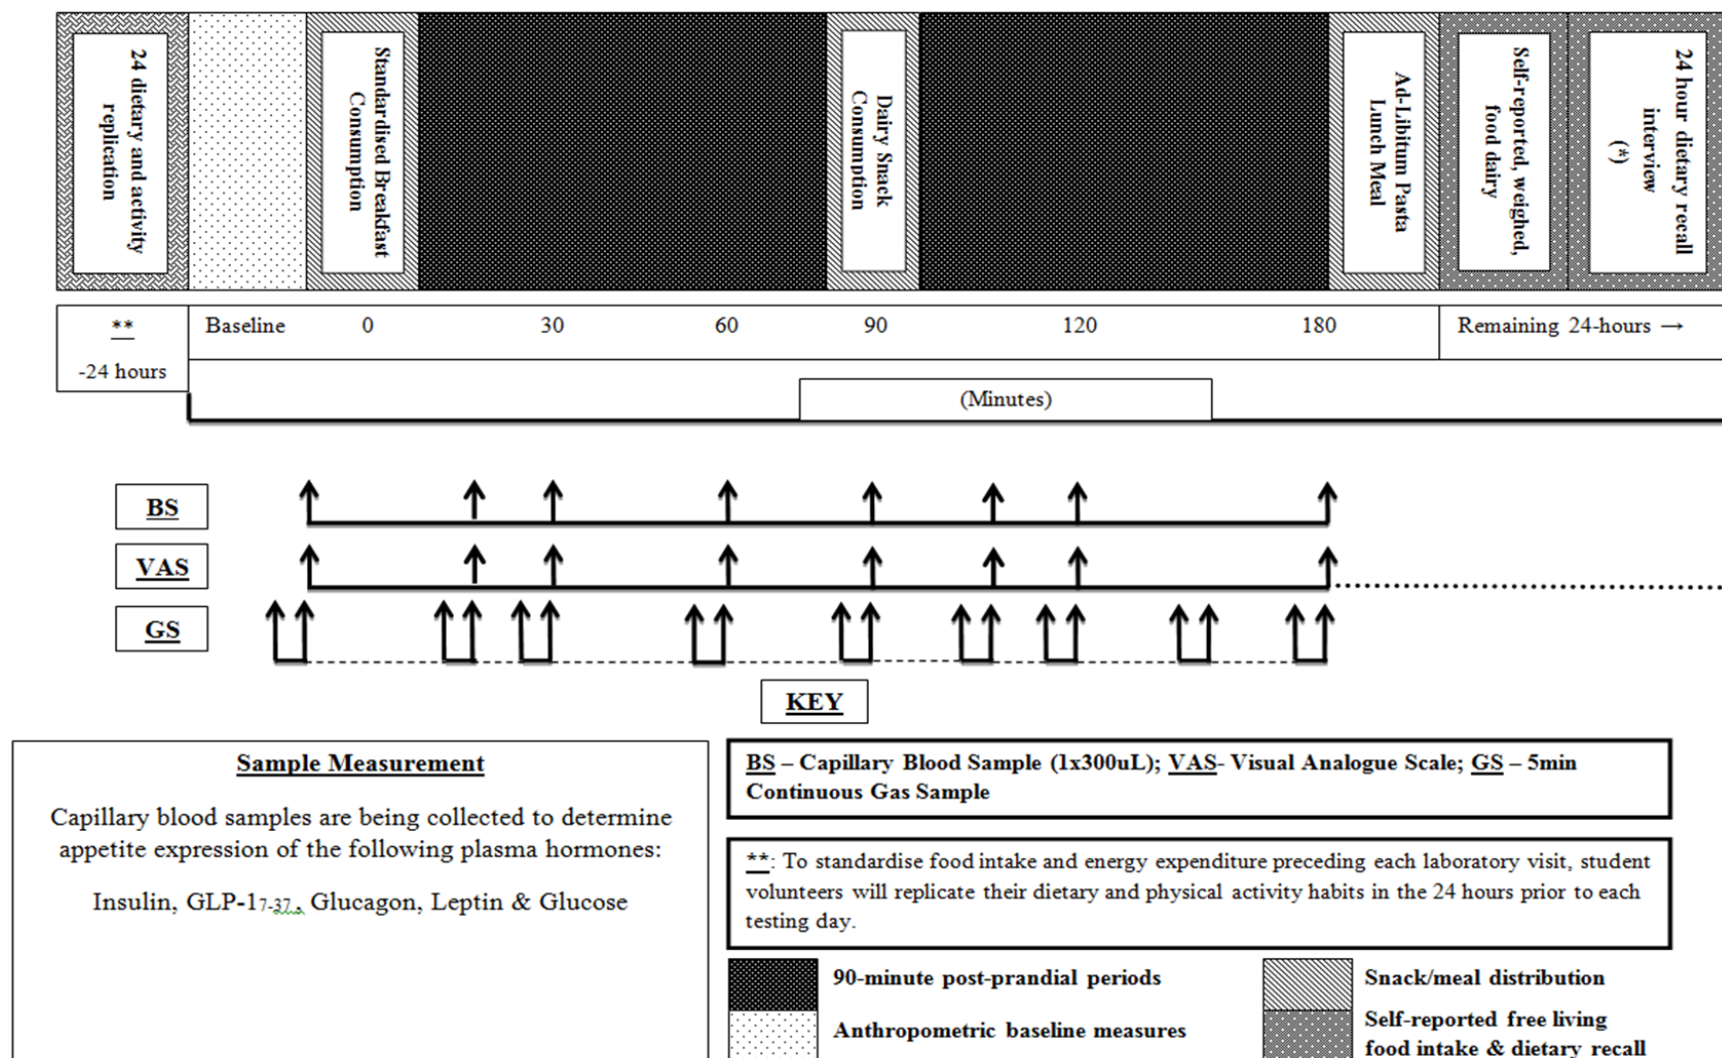 24 dietary and activity
replication
Standardised Breakfast
Consumption
Dairy Snack
Consumption
Ad-Libitum Pasta
Lunch Meal
Self-reported, weighed,
food dairy
24 hour dietary recall
interview
(*)
**
-24 hours
Baseline 0 30 60 90 120 180 Remaining 24-hours →
(Minutes)
BS
VAS
GS
KEY
Sample Measurement
Capillary blood samples are being collected to determine
appetite expression of the following plasma hormones:
Insulin, GLP-17-37, Glucagon, Leptin & Glucose
BS – Capillary Blood Sample (1x300uL); VAS- Visual Analogue Scale; GS – 5min
Continuous Gas Sample
**: To standardise food intake and energy expenditure preceding each laboratory visit, student
volunteers will replicate their dietary and physical activity habits in the 24 hours prior to each
testing day.
90-minute post-prandial periods
Anthropometric baseline measures
Snack/meal distribution
Self-reported free living
food intake & dietary recall